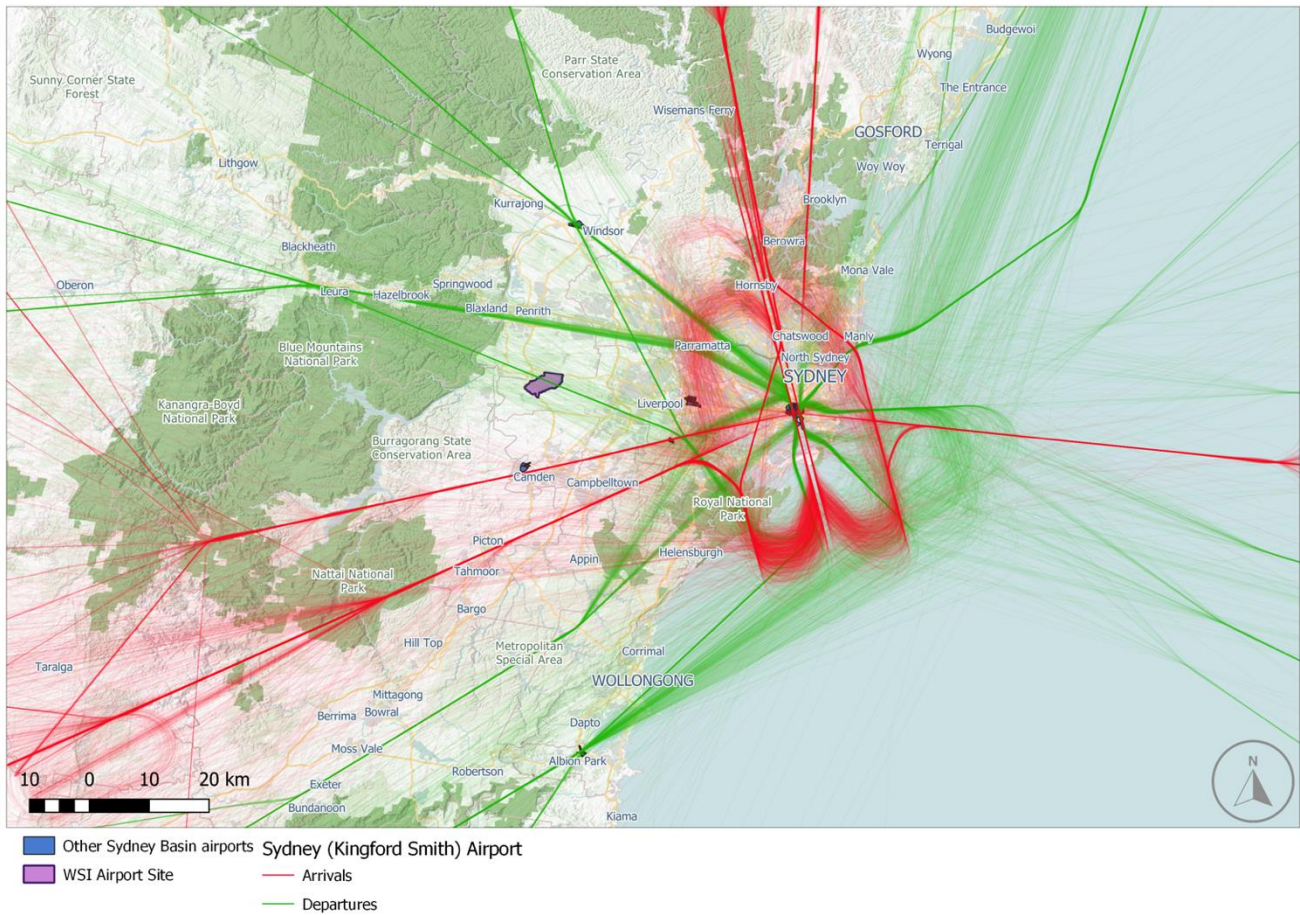 Budgewoi
Parr State
Conservation Area
Wyong
Sunny Corner State
Forest
The Entrance
Wisemans Ferry
GOSFORD
Terrigal
Lithgow
Woy Woy
Kurrajong
Brooklyn
Windsor
Blackheath
Berowra
Mona Vale
Oberon
Leura
Hazelbrook
Springwood
Hornsby
Blaxland
Penrith
Chatswood
Manly
Blue Mountains
National Park
Parramatta
North Sydney
SYDNEY
Kanangra-Boyd
National Park
Liverpool
Burragorang State
Conservation Area
Camden
Campbelltown
Royal National
Park
Picton
Appin
Helensburgh
Nattai National
Park
Tahmoor
Bargo
Hill Top
Metropolitan
Special Area
Corrimal
Taralga
WOLLONGONG
Mittagong
Berrima
Bowral
Dapto
Moss Vale
Albion Park
Robertson
Exeter
Bundanoon
Kiama
N
10 0 10 20 km
Other Sydney Basin airports
WSI Airport Site
Sydney (Kingford Smith) Airport
Arrivals
Departures